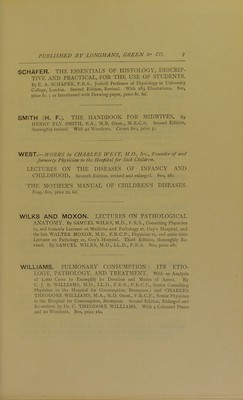 PUBLISHED BY LONGMANS, GREEN & CO. 7
SCHAFER. THE ESSENTIALS OF HISTOLOGY, DESCRIP-
TIVE AND PRACTICAL, FOR THE USE OF STUDENTS.
By E. A. SCHAFER, F.R.S., Jodrell Professor of Physiology in University
College, London. Second Edition, Revised. With 283 Illustrations. 8vo,
price 8s.; or Interleaved with Drawing-paper, price 8s. 6d.
SMITH (H. F.). THE HANDBOOK FOR MIDWIVES. By
HENRY FLY SMITH, B.A., M.B. Oxon., M.R.C.S. Second Edition,
thoroughly revised. With 41 Woodcuts. Crown 8vo, price 5s.
WEST.—WORKS by CHARLES WEST, M.D., &c., Founder of and
formerly Physician to the Hospital for Sick Children.
LECTURES ON THE DISEASES OF INFANCY AND
CHILDHOOD. Seventh Edition, revised and enlarged. 8vo, 18s.
THE MOTHER'S MANUAL OF CHILDREN'S DISEASES.
Fcap. 8vo, price 2s. 6d.
WILKS AND MOXON. LECTURES ON PATHOLOGICAL
ANATOMY. By SAMUEL WILKS, M.D., F.R.S., Consulting Physician
to, and formerly Lecturer on Medicine and Pathology at, Guy's Hospital, and
the late WALTER MOXON, M.D., F.R.C.P., Physician to, and some time
Lecturer on Pathology at, Guy's Hospital. Third Edition, thoroughly Re-
vised. By SAMUEL WILKS, M.D., LL.D., F.R.S. 8vo, price 18s.
WILLIAMS. PULMONARY CONSUMPTION: ITS ETIO-
LOGY, PATHOLOGY, AND TREATMENT. With an Analysis
of 1,000 Cases to Exemplify its Duration and Modes of Arrest. By
C. J. B. WILLIAMS, M.D., LL.D., F.R.S., F.R.C.P., Senior Consulting
Physician to the Hospital for Consumption, Brompton; and CHARLES
THEODORE WILLIAMS, M.A., M.D. Oxon., F.R.C.P., Senior Physician
to the Hospital for Consumption, Brompton. Second Edition, Enlarged and
Re-written by Dr. C. THEODORE WILLIAMS. With 4 Coloured Plates
and 10 Woodcuts. 8vo, price 16s.